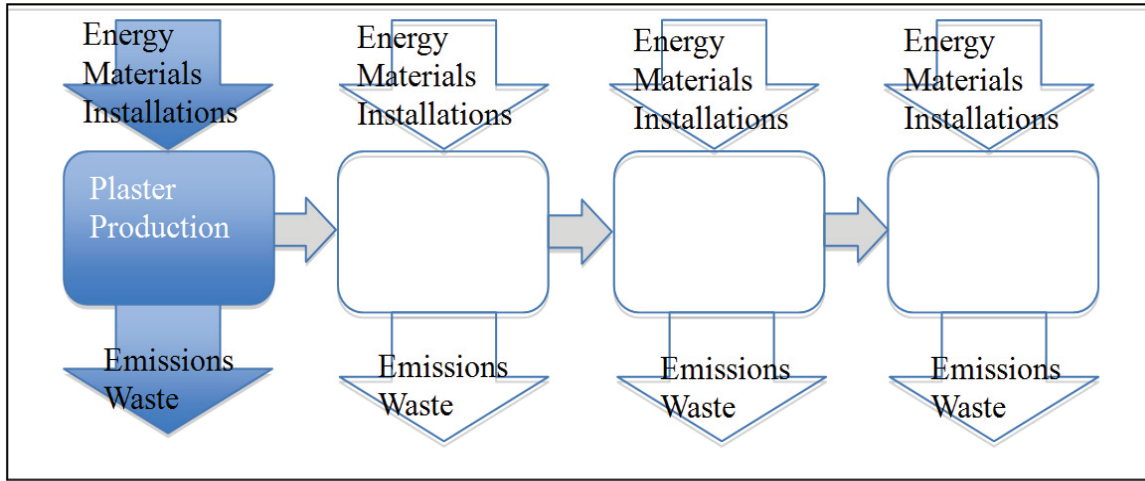 Energy
Materials
Installations
Energy
Materials
Installations
Energy
Materials
Installations
Energy
Materials
Installations
Plaster
Production
Emissions
Waste
Emissions
Waste
Emissions
Waste
Emissions
Waste